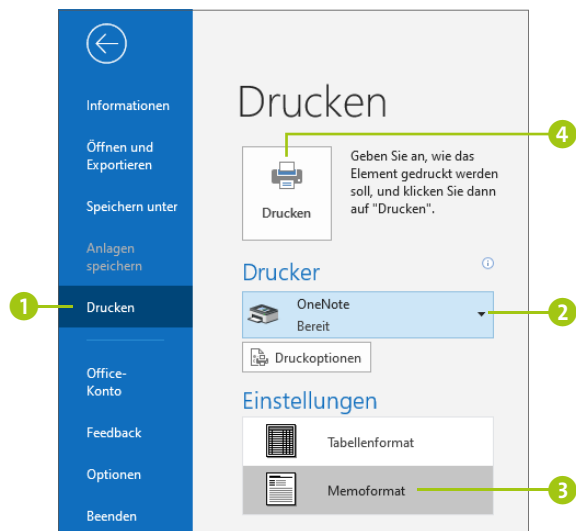 Informationen
Öffnen und
Exportieren
Speichern unter
Anlagen
speichern
1
Drucken
Office-
Konto
Feedback
Optionen
Beenden
Drucken
4
Drucken
Geben Sie an, wie das
Element gedruckt werden
soll, und klicken Sie dann
auf "Drucken".
Drucker
OneNote
Bereit
2
Druckoptionen
Einstellungen
Tabellenformat
Memoformat
3